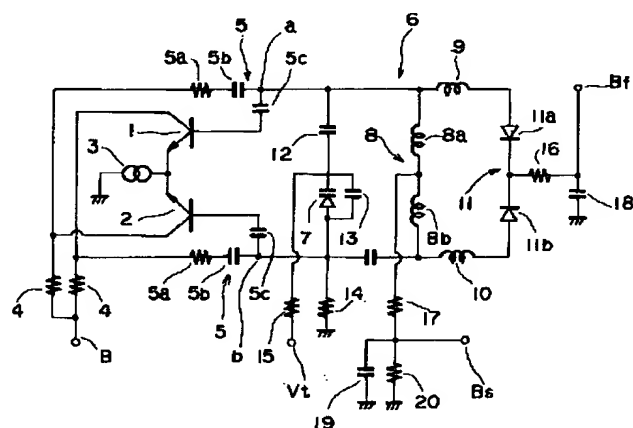 5 a 6 9
5a 5b 5c Bf
1 12 8 8a 11a
3 16
7 13 11 18
2 8b 11b
5c
5a 5b 14 10
4 4 5 b 15 17
B Vt Bs
19 20